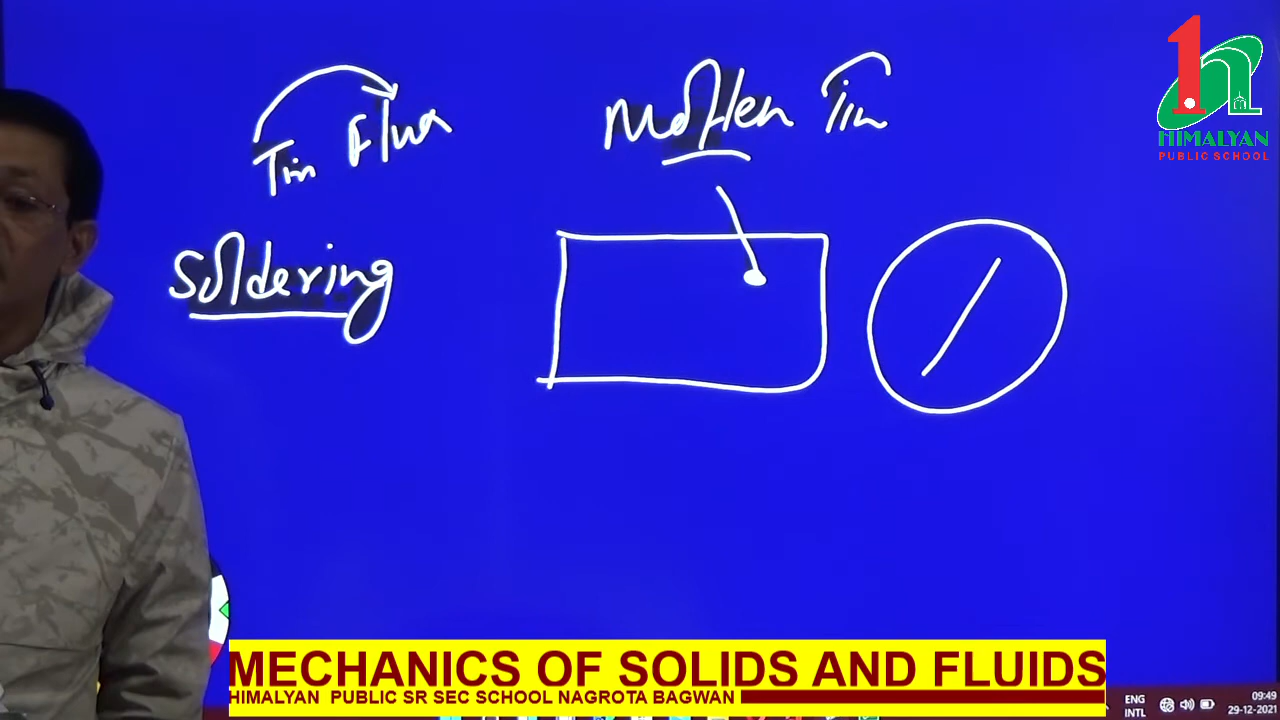 Tin Flux
Molten Tin
Soldering
HIMALYAN
PUBLIC SCHOOL
MECHANICS OF SOLIDS AND FLUIDS
HIMALYAN PUBLIC SR SEC SCHOOL NAGROTA BAGWAN
ENG
INTL
09:49
29-12-2021